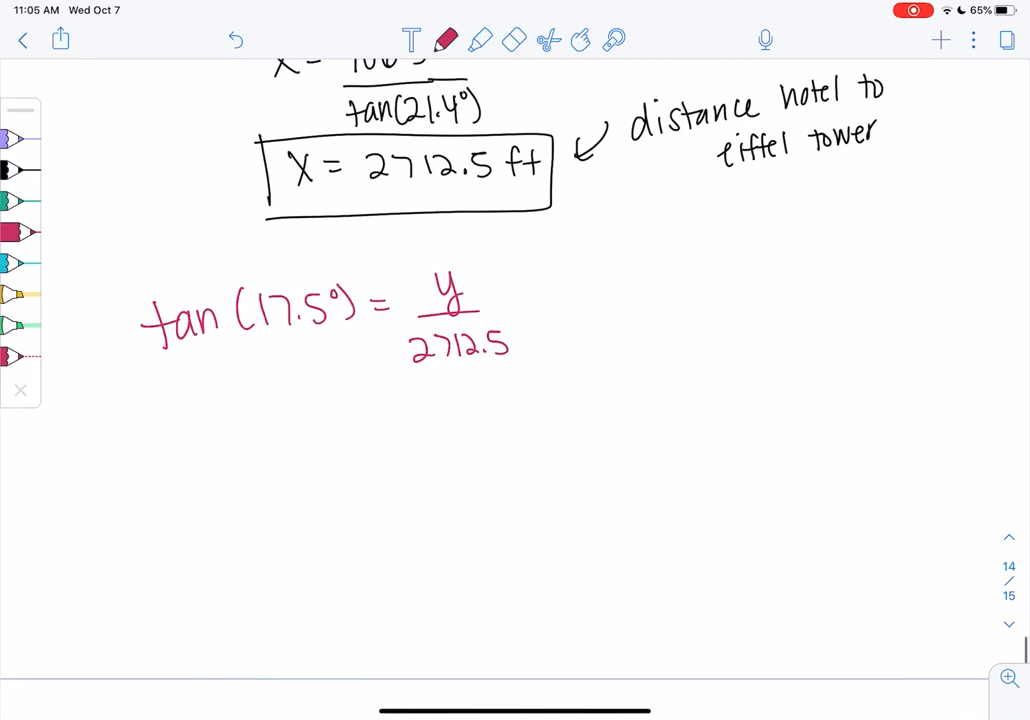 11:05 AM Wed Oct 7
65%
X =
tan(21.4°)
X = 2712.5 ft
distance hotel to
eiffel tower
tan (17.5°) = y
2712.5
14
/
15